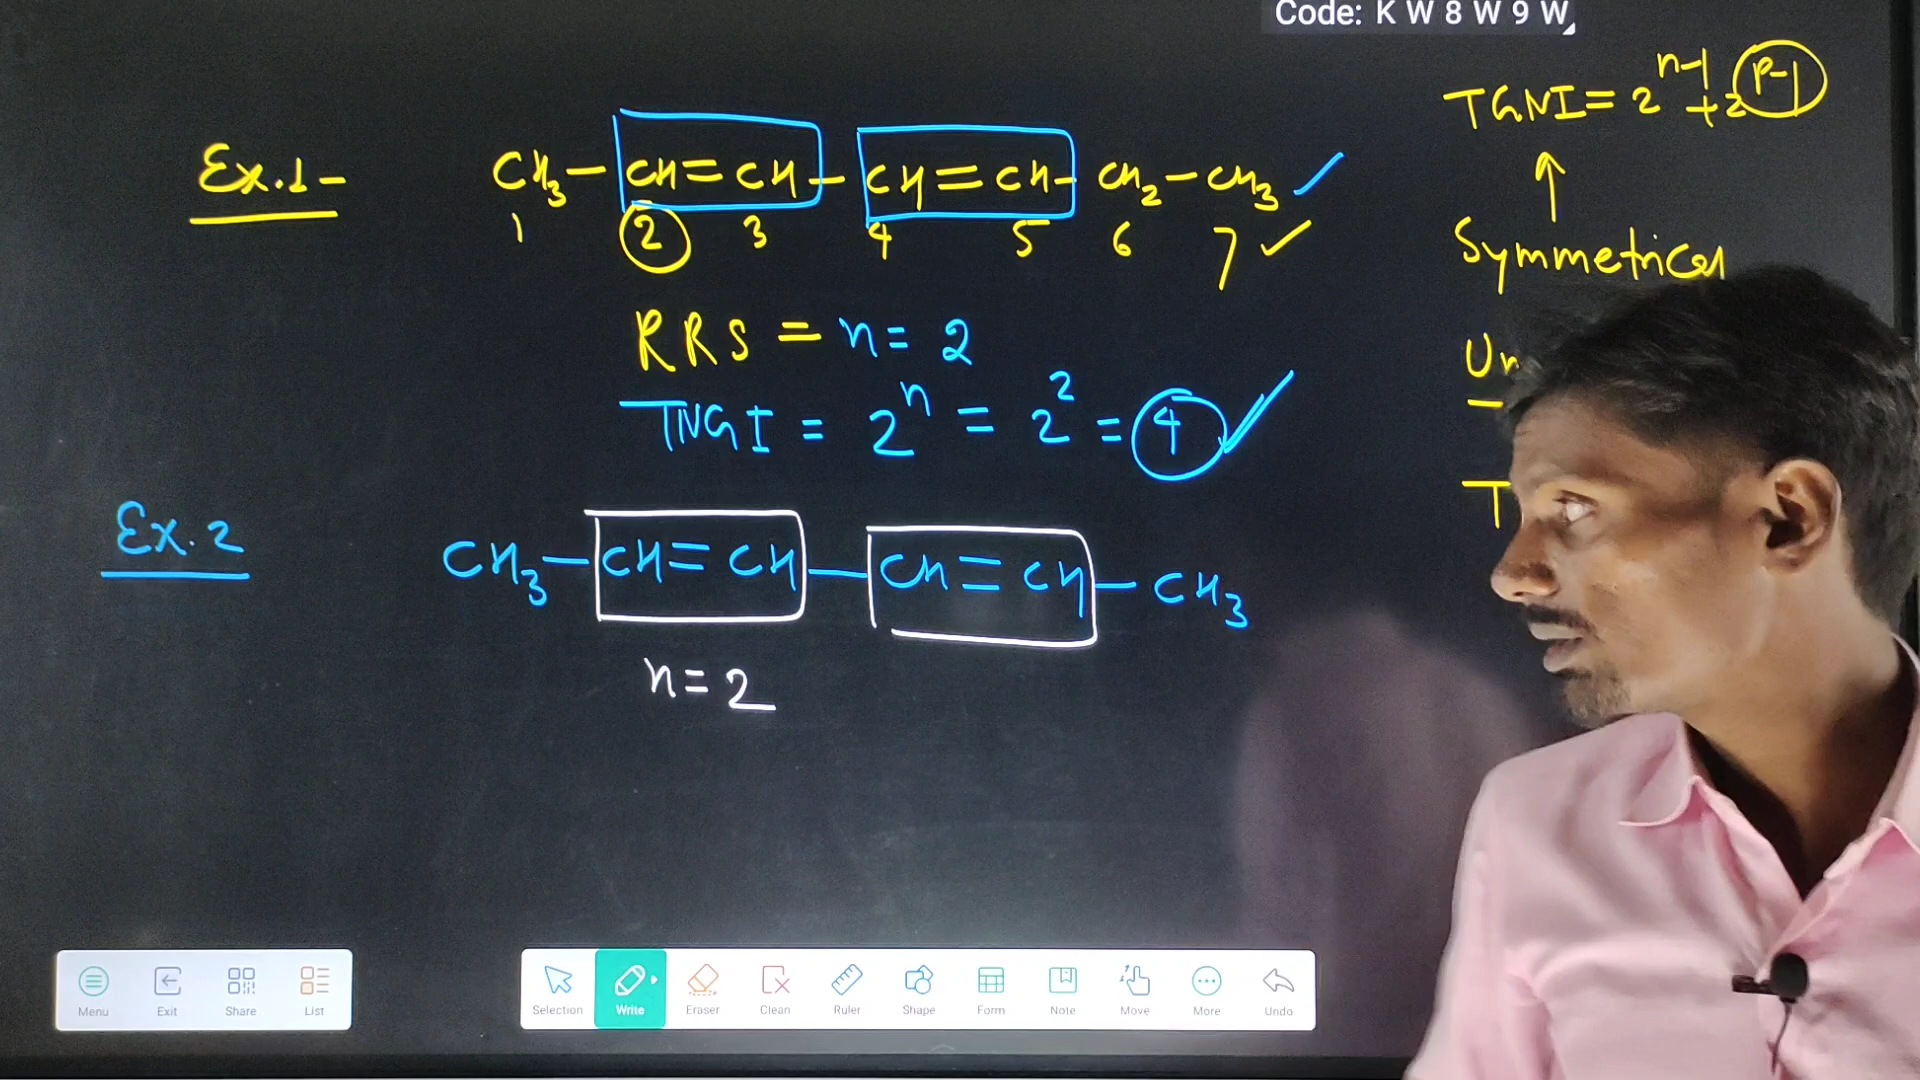 Code: K W 8 W 9 W
TGNI = 2^n-1 + 2^p-1
Ex.1 - CH3 - CH = CH - CH = CH - CH2 - CH3 ✓
1 2 3 4 5 6 7 ✓
Symmetrical
RRS = n = 2
Un
TNGI = 2^n = 2^2 = 4 ✓
T
Ex. 2 CH3 - CH = CH - CH = CH - CH3
n = 2
Menu Exit Share List
Selection Write Eraser Clean Ruler Shape Form Note Move More Undo